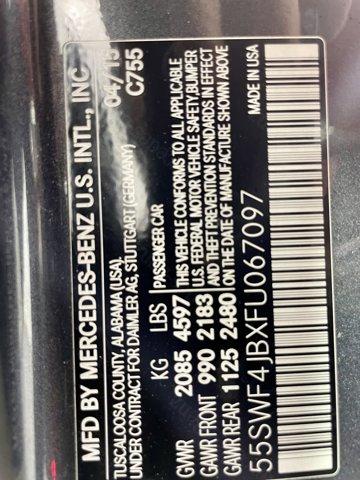 MFD BY MERCEDES-BENZ U.S. INTL., INC.
TUSCALOOSA COUNTY, ALABAMA (USA), 04/15
UNDER CONTRACT FOR DAIMLER AG, STUTTGART (GERMANY) C755
KG LBS PASSENGER CAR
GVWR 2085 4597 THIS VEHICLE CONFORMS TO ALL APPLICABLE
GAWR FRONT 990 2183 U.S. FEDERAL MOTOR VEHICLE SAFETY,BUMPER
GAWR REAR 1125 2480 AND THEFT PREVENTION STANDARDS IN EFFECT
ON THE DATE OF MANUFACTURE SHOWN ABOVE
55SWF4JBXFU067097 MADE IN USA